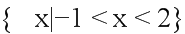 { x|−1 < x < 2}